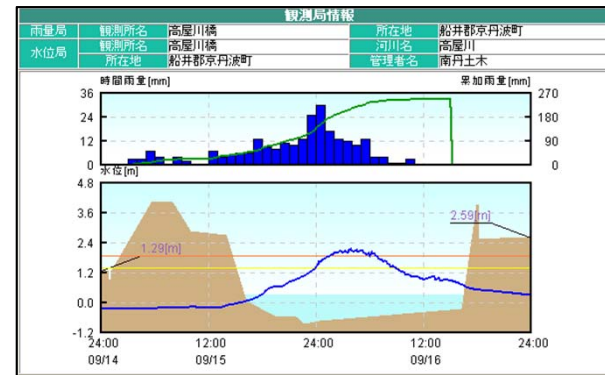 観測局情報
雨量局 観測所名 高屋川橋 所在地 船井郡京丹波町
水位局 観測所名 高屋川橋 河川名 高屋川
所在地 船井郡京丹波町 管理者名 南丹土木
時間雨量[mm] 累加雨量[mm]
36 270
24 180
12 90
0 0
水位[m]
4.8
3.6
2.59[m]
2.4
1.29[m]
1.2
0.0
-1.2
24:00 12:00 24:00 12:00 24:00
09/14 09/15 09/16